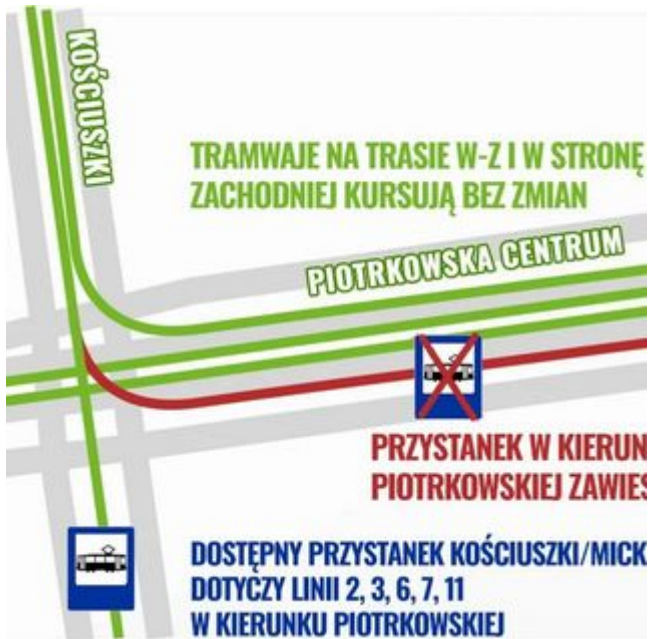 KOŚCIUSZKI
TRAMWAJE NA TRASIE W-Z I W STRONĘ
ZACHODNIEJ KURSUJĄ BEZ ZMIAN
PIOTRKOWSKA CENTRUM
PRZYSTANEK W KIERUN
PIOTRKOWSKIEJ ZAWIES
DOSTĘPNY PRZYSTANEK KOŚCIUSZKI/MICK
DOTYCZY LINII 2, 3, 6, 7, 11
W KIERUNKU PIOTRKOWSKIEJ